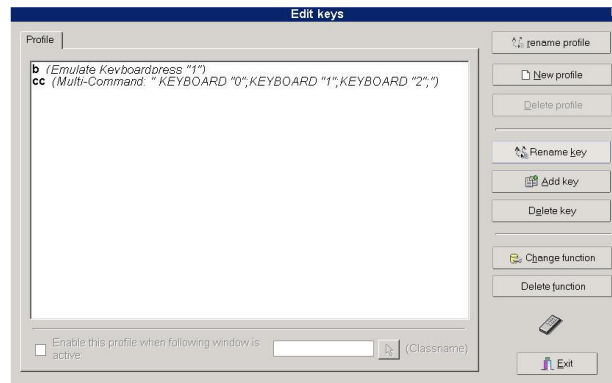 Edit keys
Profile
b (Emulate Keyboardpress "1")
cc (Multi-Command: " KEYBOARD "0";KEYBOARD "1";KEYBOARD "2";")
Enable this profile when following window is
active:
(Classname)
rename profile
New profile
Delete profile
Rename key
Add key
Delete key
Change function
Delete function
Exit